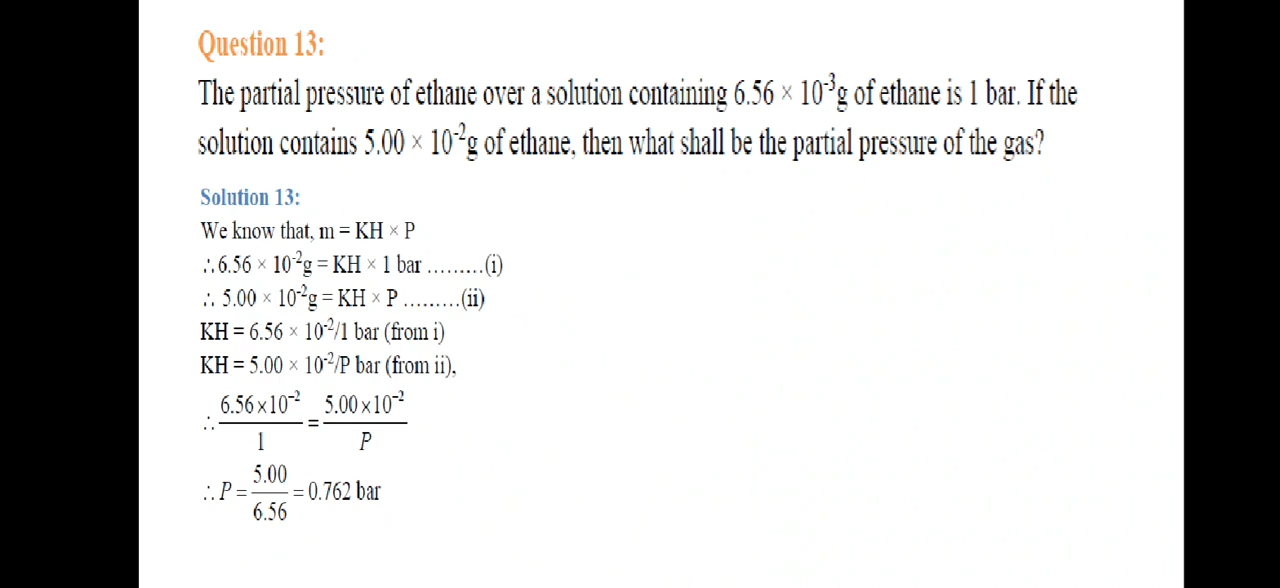 Question 13:
The partial pressure of ethane over a solution containing 6.56 × 10⁻³g of ethane is 1 bar. If the
solution contains 5.00 × 10⁻²g of ethane, then what shall be the partial pressure of the gas?
Solution 13:
We know that, m = KH × P
∴6.56 × 10⁻²g = KH × 1 bar .........(i)
∴ 5.00 × 10⁻²g = KH × P .........(ii)
KH = 6.56 × 10⁻²/1 bar (from i)
KH = 5.00 × 10⁻²/P bar (from ii),
∴ 6.56×10⁻²/1 = 5.00×10⁻²/P
∴ P = 5.00/6.56 = 0.762 bar